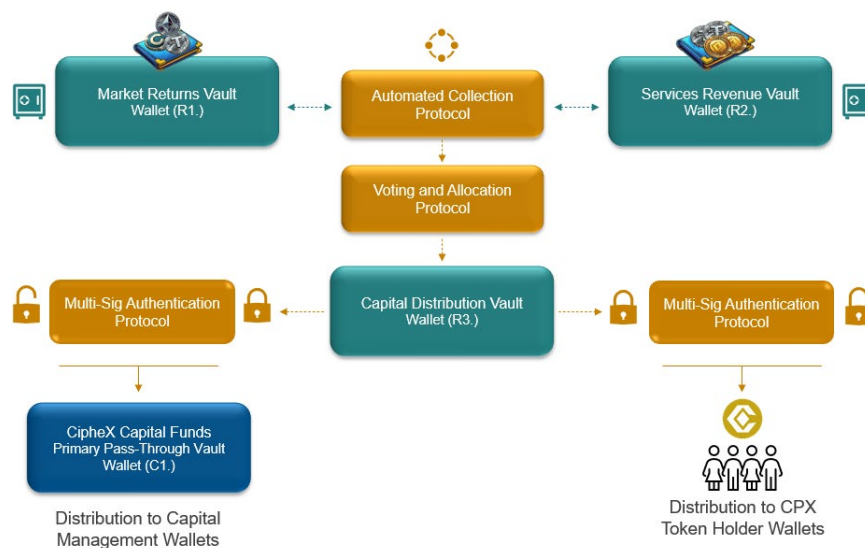 Market Returns Vault
Wallet (R1.)
Automated Collection
Protocol
Services Revenue Vault
Wallet (R2.)
Voting and Allocation
Protocol
Multi-Sig Authentication
Protocol
Capital Distribution Vault
Wallet (R3.)
Multi-Sig Authentication
Protocol
CipheX Capital Funds
Primary Pass-Through Vault
Wallet (C1.)
Distribution to Capital
Management Wallets
Distribution to CPX
Token Holder Wallets